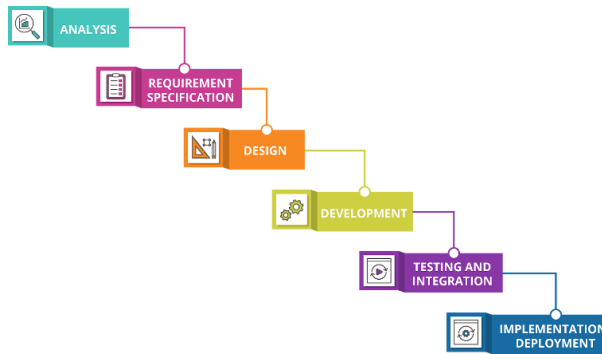 ANALYSIS
REQUIREMENT
SPECIFICATION
DESIGN
DEVELOPMENT
TESTING AND
INTEGRATION
IMPLEMENTATION
DEPLOYMENT